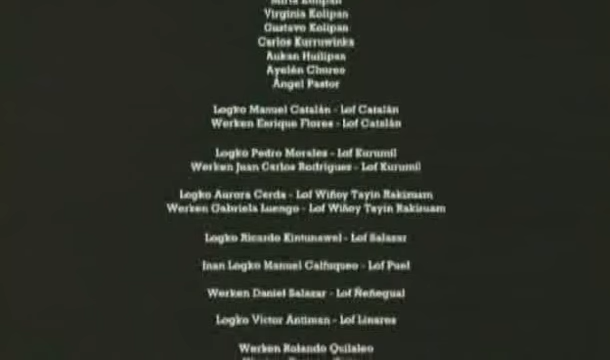 Virginia Kolipan
Gustavo Kolipan
Carlos Kurruwinka
Aukan Huilipan
Ayelén Choreo
Ángel Pastor
Logko Manuel Catalán - Lof Catalán
Werken Enrique Flores - Lof Catalán
Logko Pedro Morales - Lof Kurumil
Werken Juan Carlos Rodrigues - Lof Kurumil
Logko Aurora Cerda - Lof Wiñoy Tayin Rakizuam
Werken Gabriela Luengo - Lof Wiñoy Tayin Rakizuam
Logko Ricardo Kintunawel - Lof Salazar
Inan Logko Manuel Calfuqueo - Lof Puel
Werken Daniel Salazar - Lof Ñeñegual
Logko Victor Antiman - Lof Linares
Werken Rolando Quilaleo